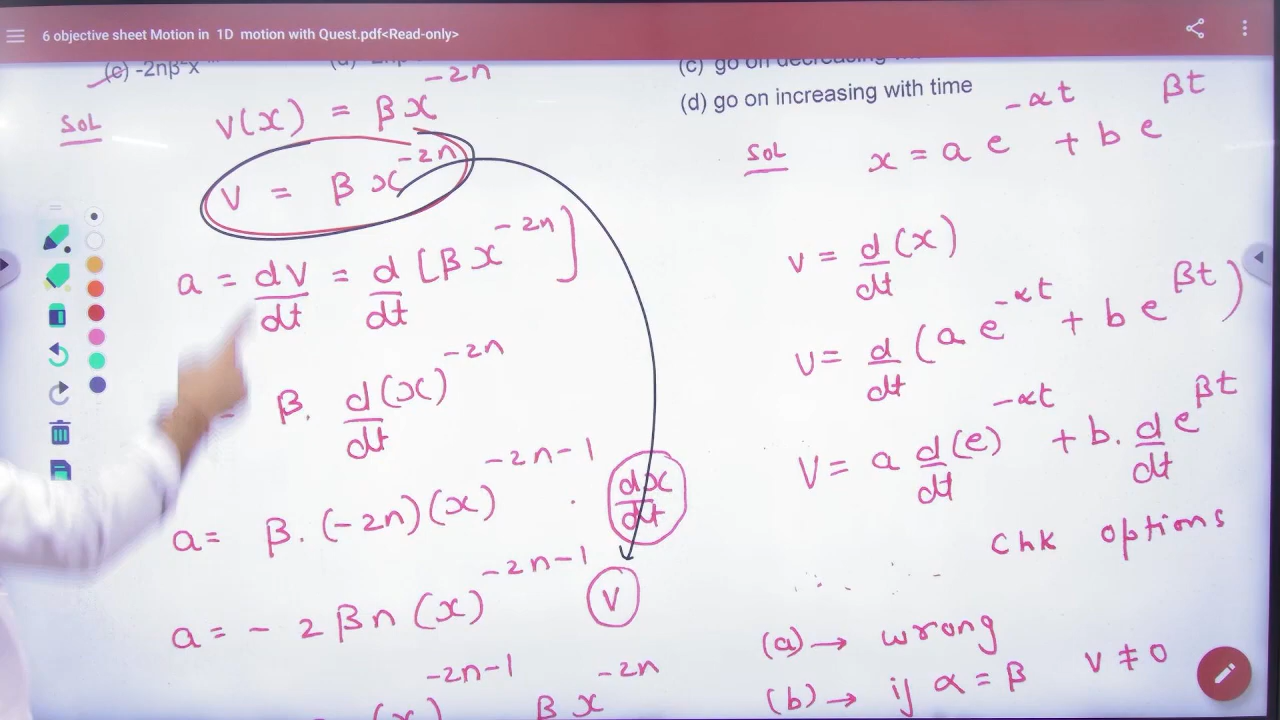 6 objective sheet Motion in 1D motion with Quest.pdf<Read-only>
(c) -2nβ²x
SOL
V(x) = βx^{-2n}
V = βx^{-2n}
a = dV/dt = d/dt [βx^{-2n}]
= β. d(x)^{-2n}/dt
a = β. (-2n)(x)^{-2n-1} . dx/dt
a = - 2βn (x)^{-2n-1} V
(x)^{-2n-1} βx^{-2n}
(c) go on decreasing
(d) go on increasing with time
SOL
x = a e^{-αt} + b e^{βt}
v = d/dt (x)
V = d/dt (a e^{-αt} + b e^{βt})
V = a d/dt (e)^{-αt} + b. d/dt e^{βt}
Chk options
(a) → wrong
(b) → if α = β V ≠ 0